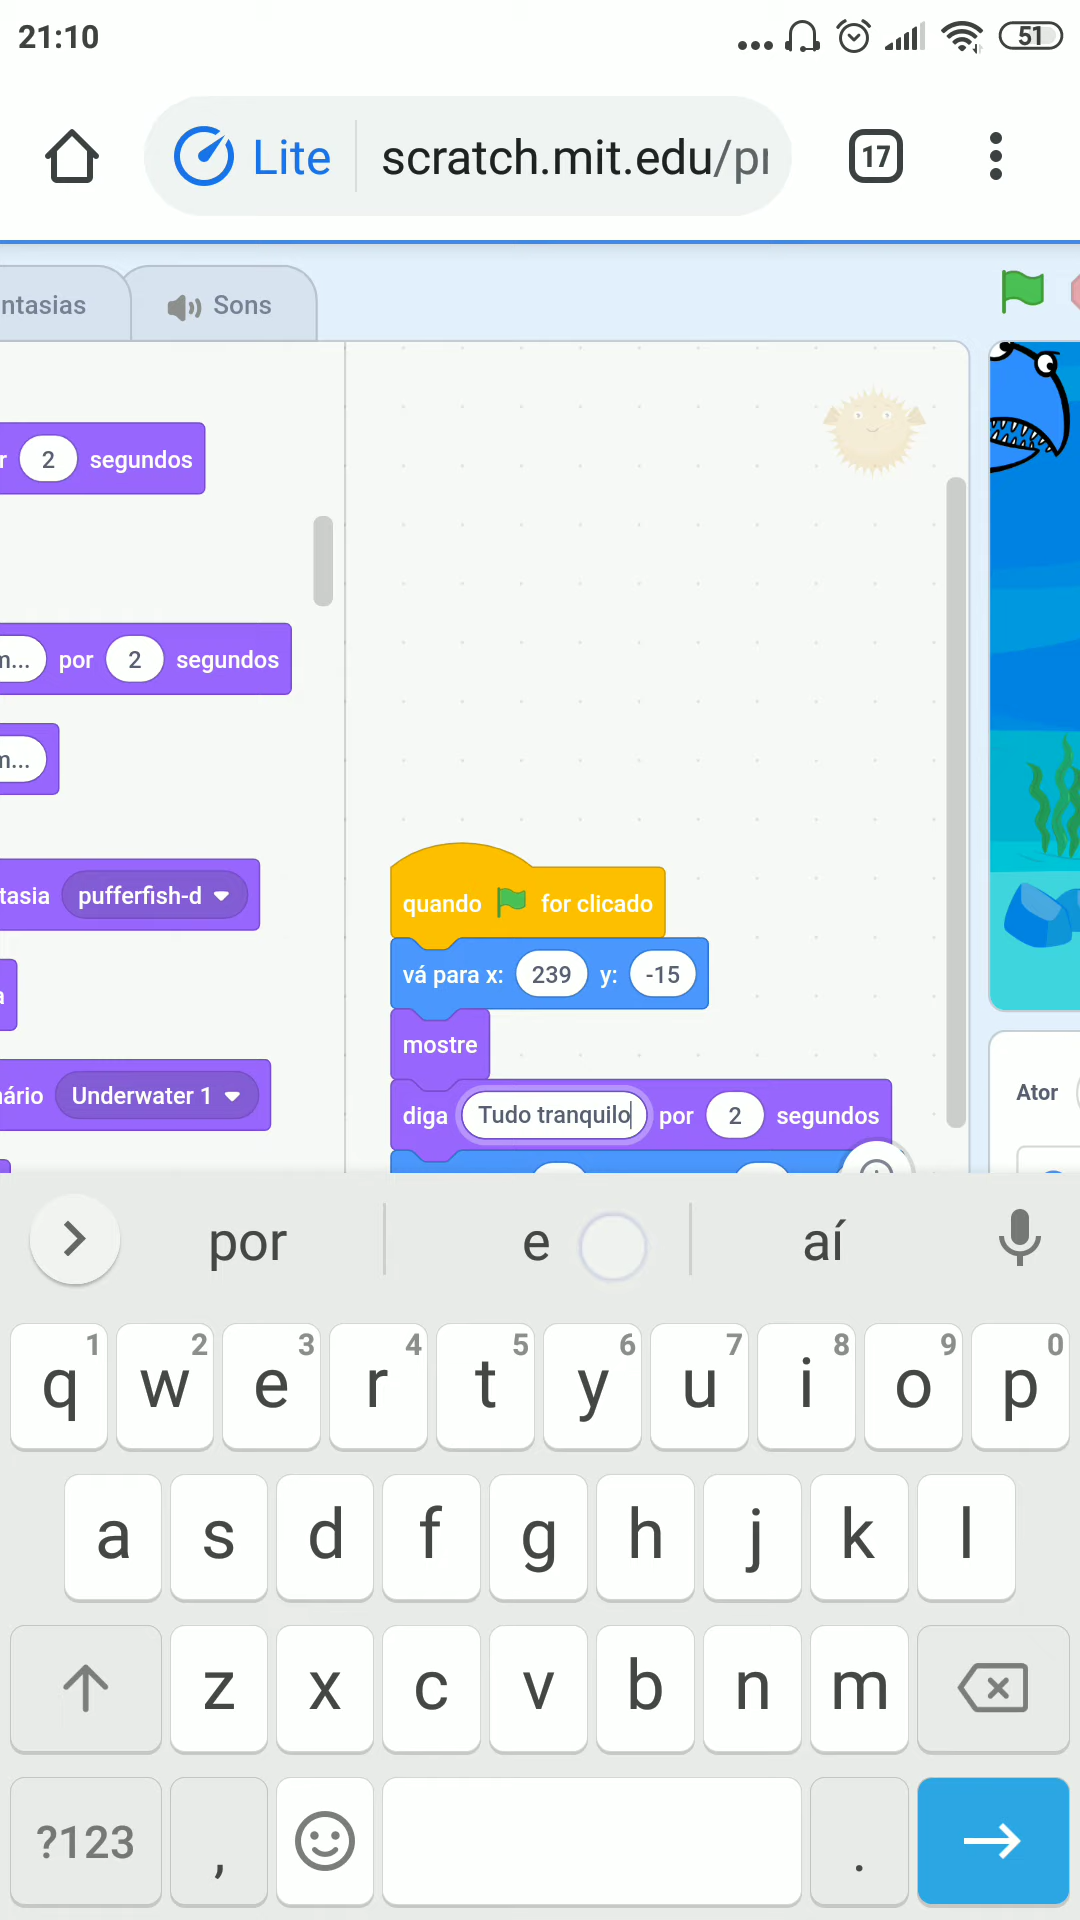 21:10
51
Lite
scratch.mit.edu/pr
17
ntasias
Sons
r 2 segundos
m... por 2 segundos
m...
tasia pufferfish-d
a
nário Underwater 1
quando for clicado
vá para x: 239 y: -15
mostre
diga Tudo tranquilo por 2 segundos
Ator
por e aí
1 2 3 4 5 6 7 8 9 0
q w e r t y u i o p
a s d f g h j k l
z x c v b n m
?123 , .